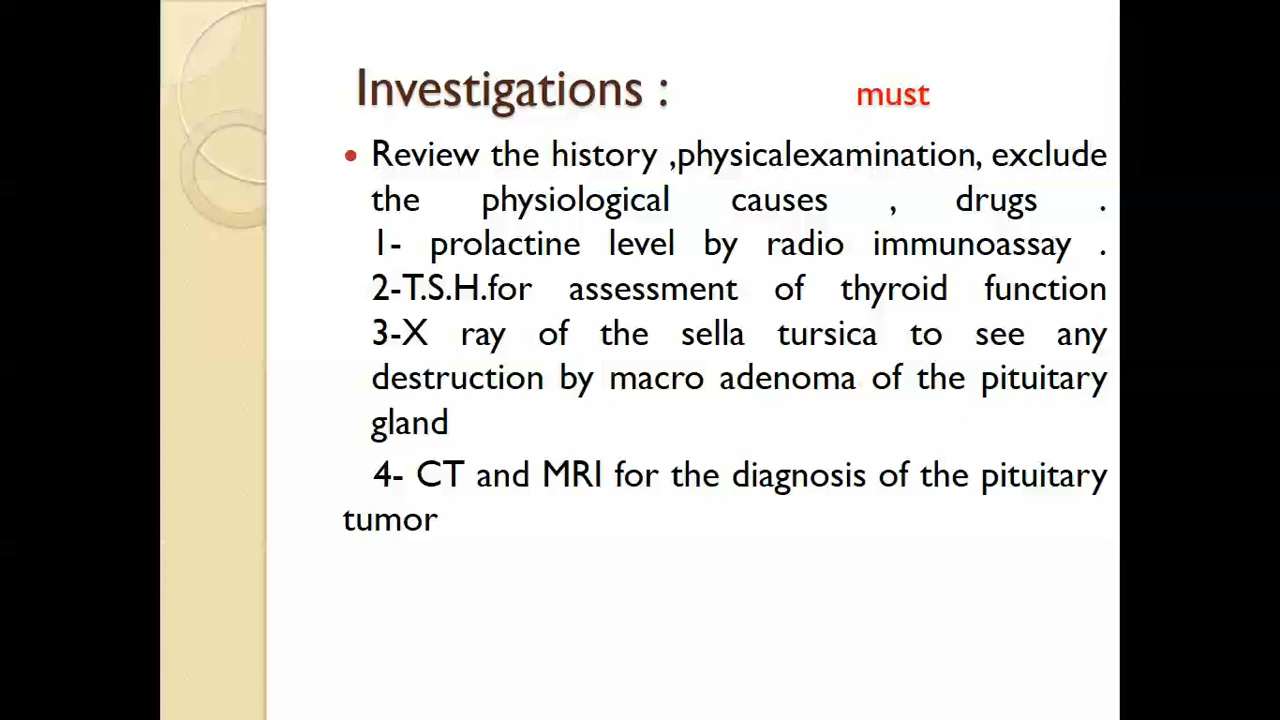 Investigations : must
Review the history ,physicalexamination, exclude
the physiological causes , drugs .
1- prolactine level by radio immunoassay .
2-T.S.H.for assessment of thyroid function
3-X ray of the sella tursica to see any
destruction by macro adenoma of the pituitary
gland
4- CT and MRI for the diagnosis of the pituitary
tumor